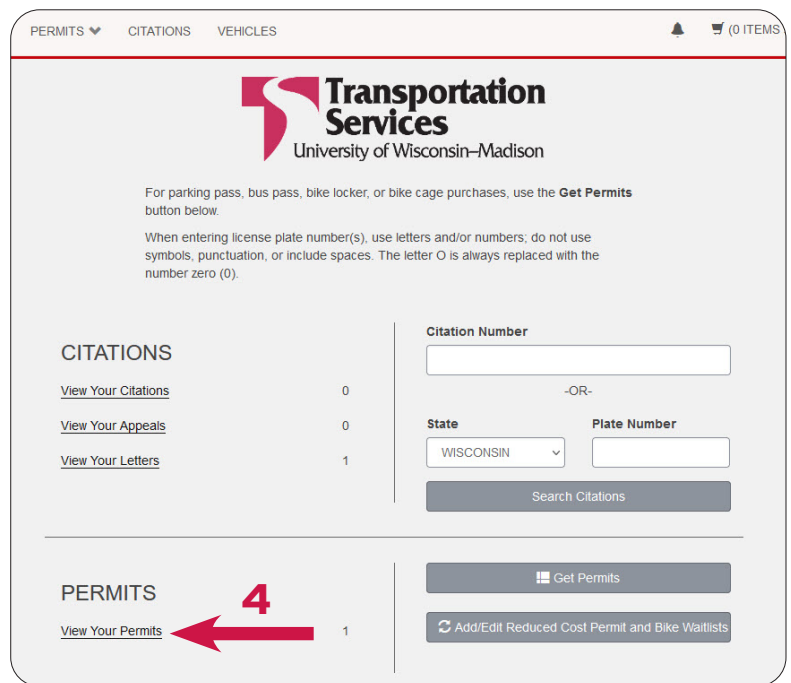 PERMITS
CITATIONS
VEHICLES
(0 ITEMS
Transportation
Services
University of Wisconsin–Madison
For parking pass, bus pass, bike locker, or bike cage purchases, use the Get Permits
button below.
When entering license plate number(s), use letters and/or numbers; do not use
symbols, punctuation, or include spaces. The letter O is always replaced with the
number zero (0).
CITATIONS
View Your Citations 0
View Your Appeals 0
View Your Letters 1
Citation Number
-OR-
State
Plate Number
WISCONSIN
Search Citations
PERMITS
4
View Your Permits 1
Get Permits
Add/Edit Reduced Cost Permit and Bike Waitlists